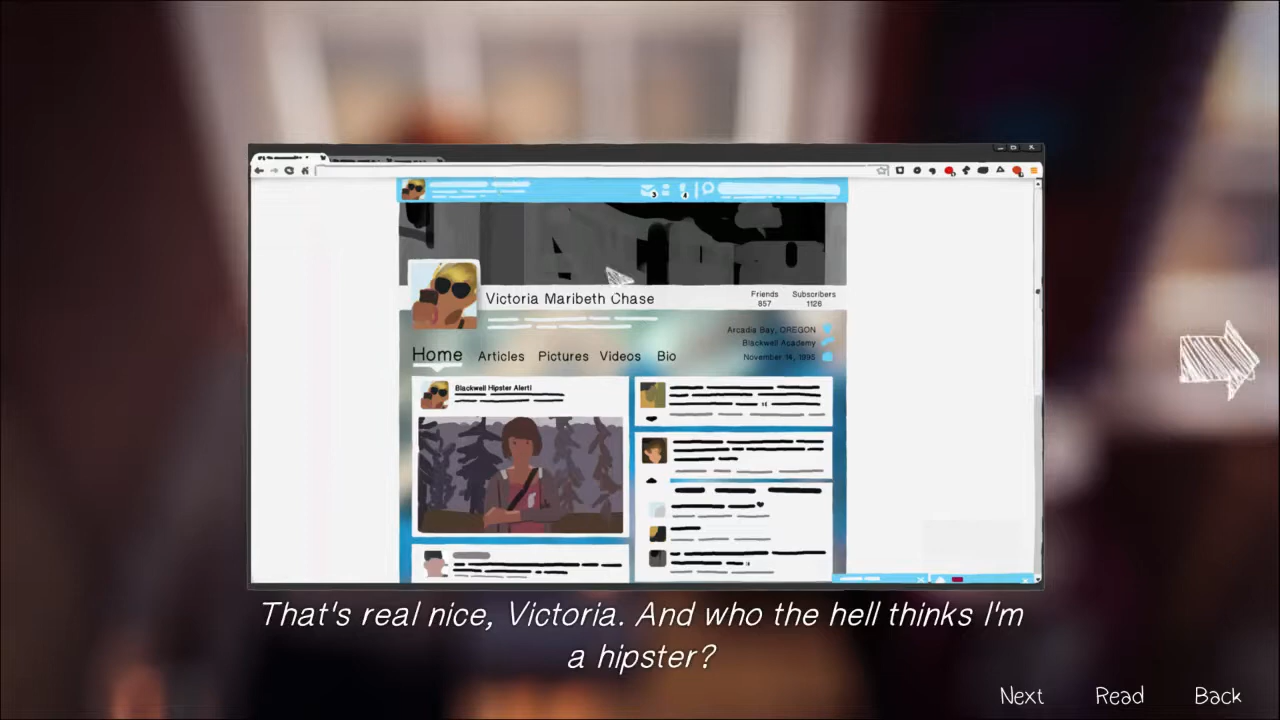 Victoria Maribeth Chase
Friends
857
Subscribers
1126
Arcadia Bay, OREGON
Blackwell Academy
November 14, 1995
Home Articles Pictures Videos Bio
Blackwell Hipster Alert!
That's real nice, Victoria. And who the hell thinks I'm
a hipster?
Next Read Back